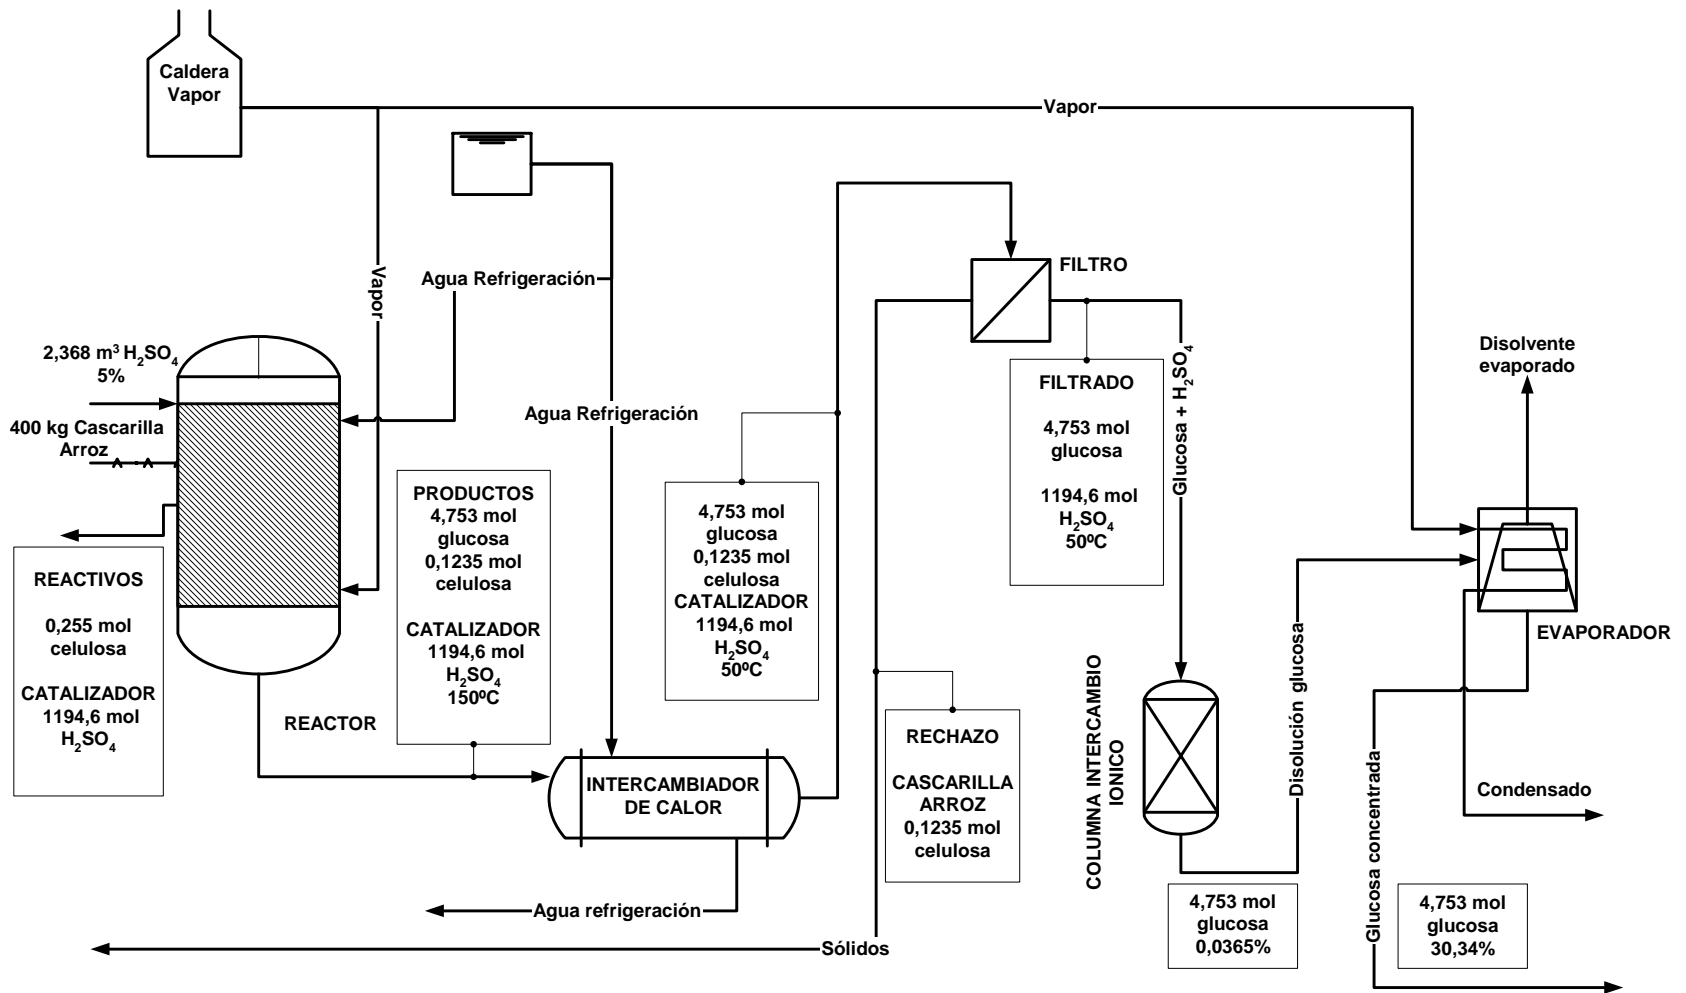 Caldera
Vapor
Vapor
Vapor
Agua Refrigeración
2,368 m³ H₂SO₄
5%
400 kg Cascarilla
Arroz
REACTIVOS
0,255 mol
celulosa
CATALIZADOR
1194,6 mol
H₂SO₄
REACTOR
PRODUCTOS
4,753 mol
glucosa
0,1235 mol
celulosa
CATALIZADOR
1194,6 mol
H₂SO₄
150ºC
Agua Refrigeración
INTERCAMBIADOR
DE CALOR
Agua refrigeración
4,753 mol
glucosa
0,1235 mol
celulosa
CATALIZADOR
1194,6 mol
H₂SO₄
50ºC
FILTRO
FILTRADO
4,753 mol
glucosa
1194,6 mol
H₂SO₄
50ºC
Glucosa + H₂SO₄
RECHAZO
CASCARILLA
ARROZ
0,1235 mol
celulosa
Sólidos
COLUMNA INTERCAMBIO
IONICO
4,753 mol
glucosa
0,0365%
Disolución glucosa
Disolvente
evaporado
EVAPORADOR
Condensado
Glucosa concentrada
4,753 mol
glucosa
30,34%